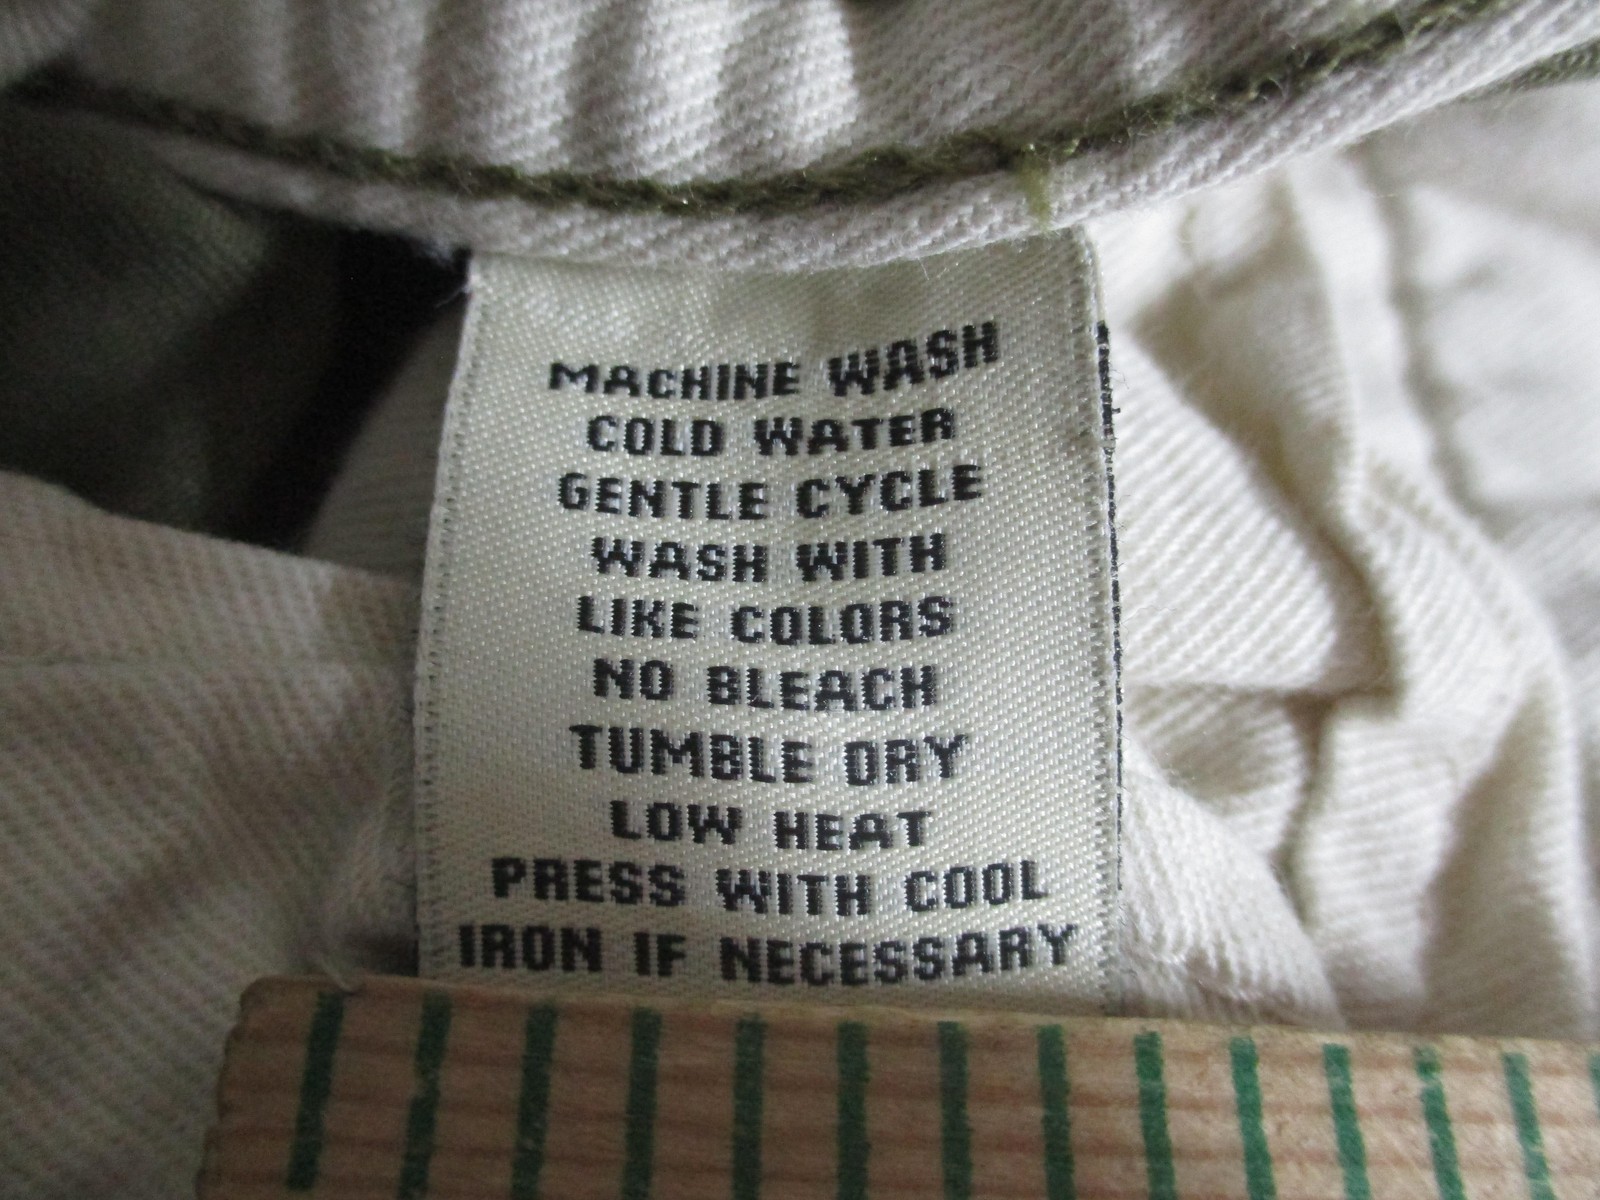 MACHINE WASH
COLD WATER
GENTLE CYCLE
WASH WITH
LIKE COLORS
NO BLEACH
TUMBLE DRY
LOW HEAT
PRESS WITH COOL
IRON IF NECESSARY